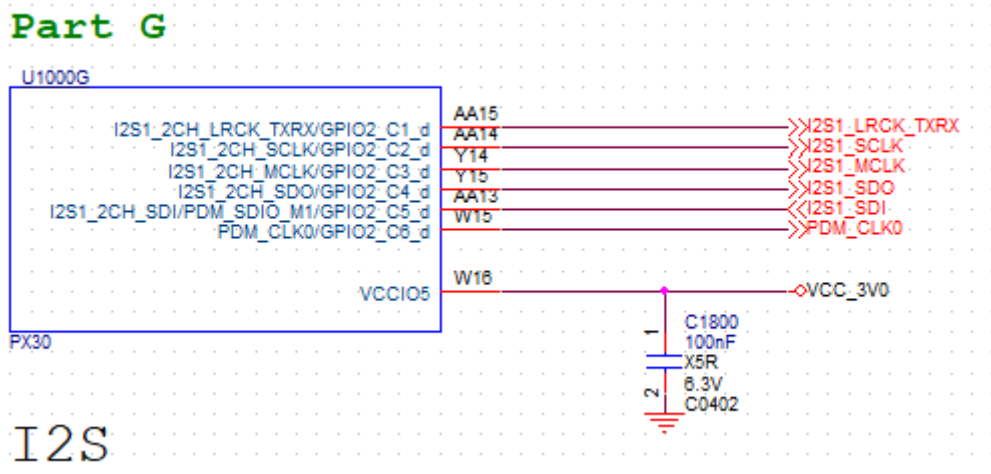 Part G
U1000G
I2S1_2CH_LRCK_TXRX/GPIO2_C1_d AA15 I2S1_LRCK_TXRX
I2S1_2CH_SCLK/GPIO2_C2_d AA14 I2S1_SCLK
I2S1_2CH_MCLK/GPIO2_C3_d Y14 I2S1_MCLK
I2S1_2CH_SDO/GPIO2_C4_d Y15 I2S1_SDO
I2S1_2CH_SDI/PDM_SDIO_M1/GPIO2_C5_d AA13 I2S1_SDI
PDM_CLK0/GPIO2_C6_d W15 PDM_CLK0
VCCIO5 W16 VCC_3V0
PX30
1
C1800
100nF
X5R
6.3V
C0402
2
I2S